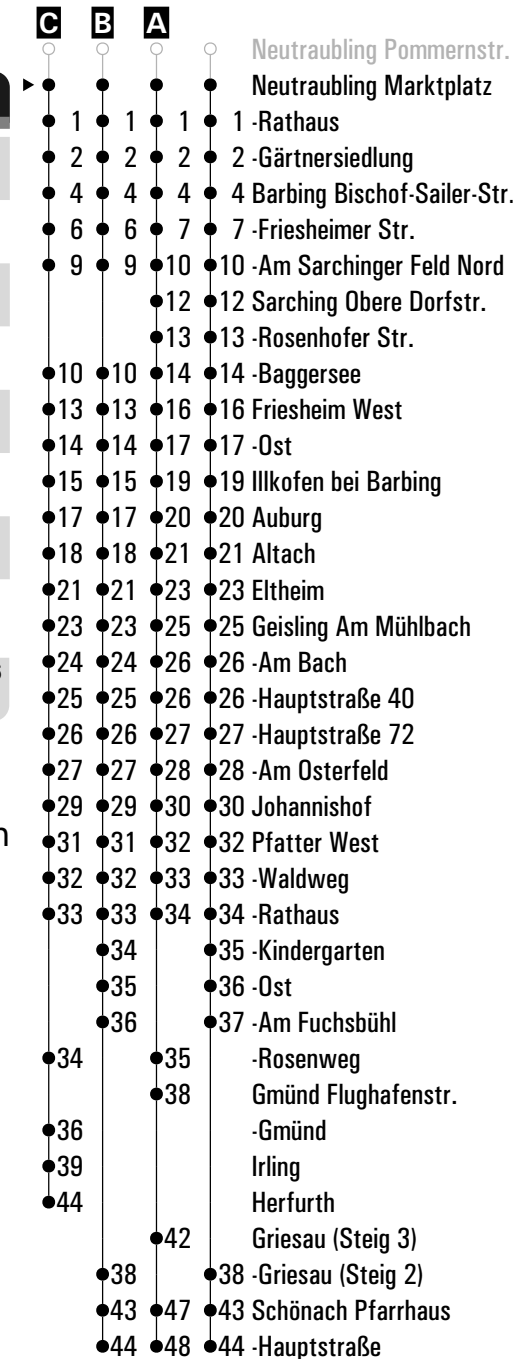 C B A
Neutraubling Pommernstr.
Neutraubling Marktplatz
1 1 1 1 -Rathaus
2 2 2 2 -Gärtnersiedlung
4 4 4 4 Barbing Bischof-Sailer-Str.
6 6 7 7 -Friesheimer Str.
9 9 10 10 -Am Sarchinger Feld Nord
12 12 Sarching Obere Dorfstr.
13 13 -Rosenhofer Str.
10 10 14 14 -Baggersee
13 13 16 16 Friesheim West
14 14 17 17 -Ost
15 15 19 19 Illkofen bei Barbing
17 17 20 20 Auburg
18 18 21 21 Altach
21 21 23 23 Eltheim
23 23 25 25 Geisling Am Mühlbach
24 24 26 26 -Am Bach
25 25 26 26 -Hauptstraße 40
26 26 27 27 -Hauptstraße 72
27 27 28 28 -Am Osterfeld
29 29 30 30 Johannishof
31 31 32 32 Pfatter West
32 32 33 33 -Waldweg
33 33 34 34 -Rathaus
34 35 -Kindergarten
35 36 -Ost
36 37 -Am Fuchsbühl
34 35 -Rosenweg
38 Gmünd Flughafenstr.
36 -Gmünd
39 Irling
44 Herfurth
42 Griesau (Steig 3)
38 38 -Griesau (Steig 2)
43 47 43 Schönach Pfarrhaus
44 48 44 -Hauptstraße